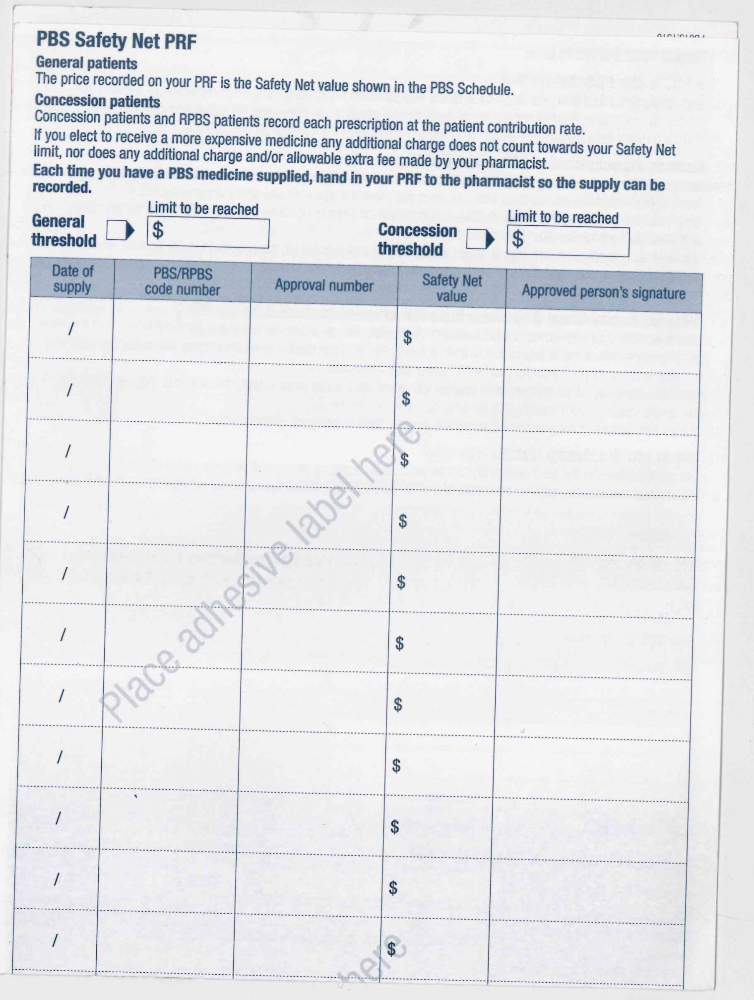 PBS Safety Net PRF
General patients
The price recorded on your PRF is the Safety Net value shown in the PBS Schedule.
Concession patients
Concession patients and RPBS patients record each prescription at the patient contribution rate.
If you elect to receive a more expensive medicine any additional charge does not count towards your Safety Net
limit, nor does any additional charge and/or allowable extra fee made by your pharmacist.
Each time you have a PBS medicine supplied, hand in your PRF to the pharmacist so the supply can be
recorded.
General
threshold
Limit to be reached
$
Concession
threshold
Limit to be reached
$
Date of
supply
PBS/RPBS
code number
Approval number
Safety Net
value
Approved person's signature
/ $
/ $
/ $
/ $
/ $
/ $
/ $
/ $
/ $
/ $
/ $
Place adhesive label here
here